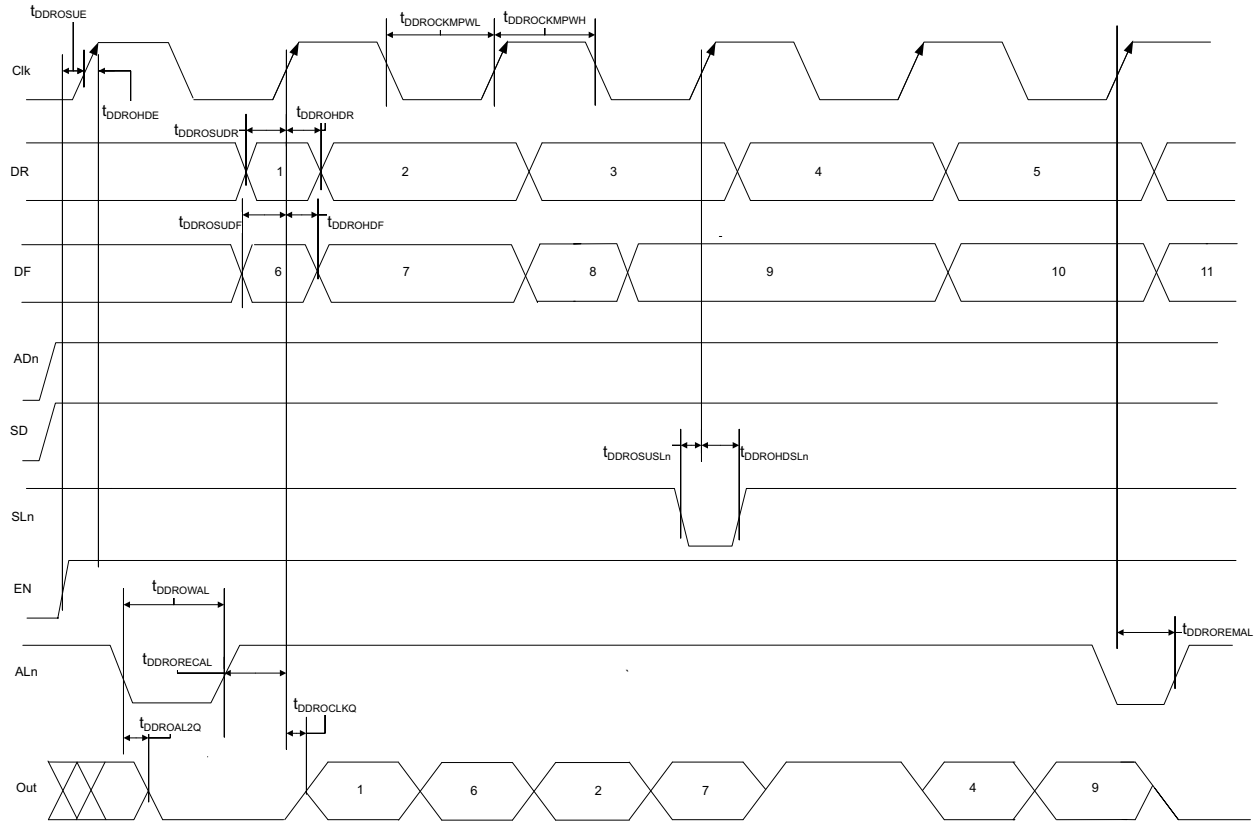 tDDROSUE
tDDROCKMPWL tDDROCKMPWH
Clk
tDDROHDE
tDDROSUDR tDDROHDR
DR 1 2 3 4 5
tDDROSUDF tDDROHDF
DF 6 7 8 9 10 11
ADn
SD
tDDROSUSLn tDDROHDSLn
SLn
EN
tDDROWAL
tDDROREMAL
tDDRORECAL
ALn
tDDROCLKQ
tDDROAL2Q
Out 1 6 2 7 4 9